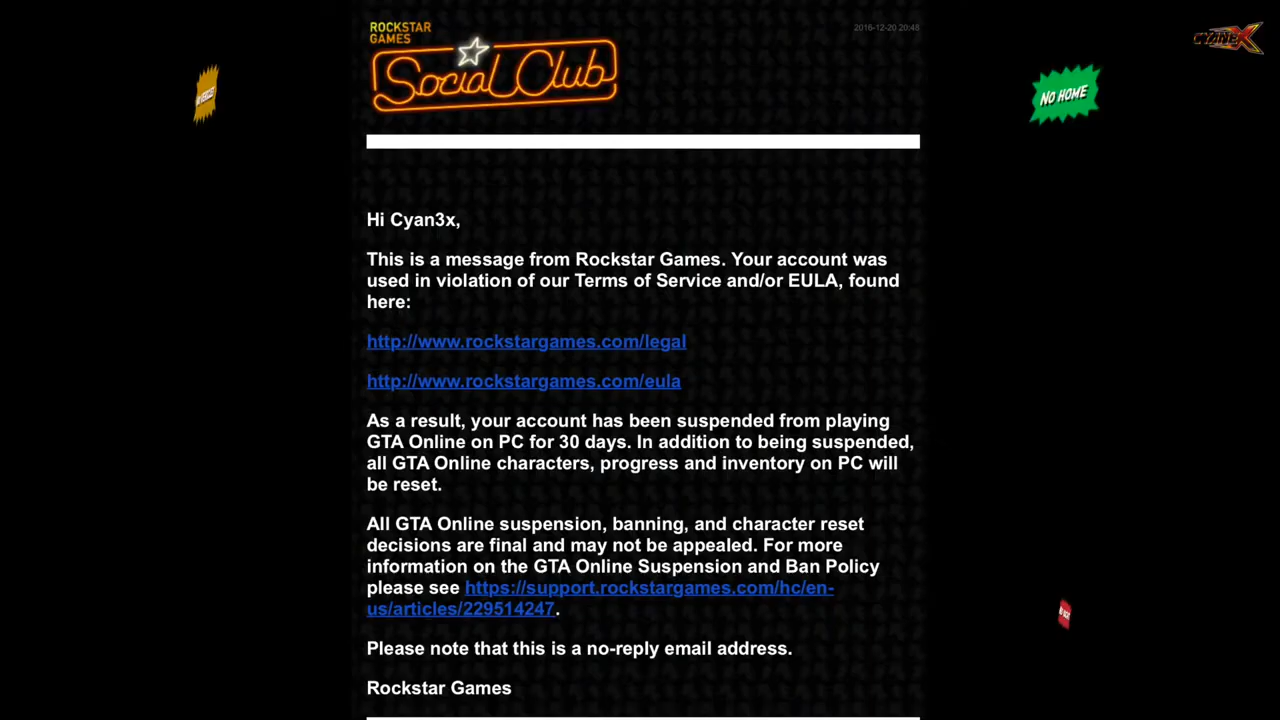 ROCKSTAR
GAMES
2016-12-20 20:48
Social Club
CYANEX
NO HOME
Hi Cyan3x,
This is a message from Rockstar Games. Your account was
used in violation of our Terms of Service and/or EULA, found
here:
http://www.rockstargames.com/legal
http://www.rockstargames.com/eula
As a result, your account has been suspended from playing
GTA Online on PC for 30 days. In addition to being suspended,
all GTA Online characters, progress and inventory on PC will
be reset.
All GTA Online suspension, banning, and character reset
decisions are final and may not be appealed. For more
information on the GTA Online Suspension and Ban Policy
please see https://support.rockstargames.com/hc/en-
us/articles/229514247.
Please note that this is a no-reply email address.
Rockstar Games